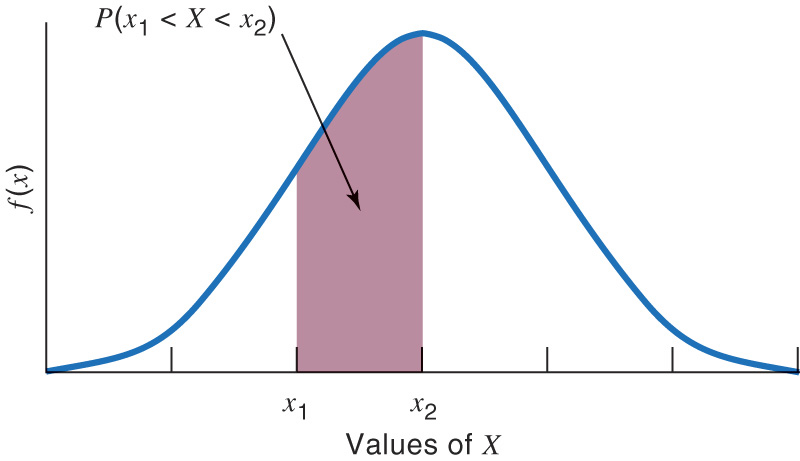 P(x₁ < X < x₂)
f(x)
x₁
x₂
Values of X